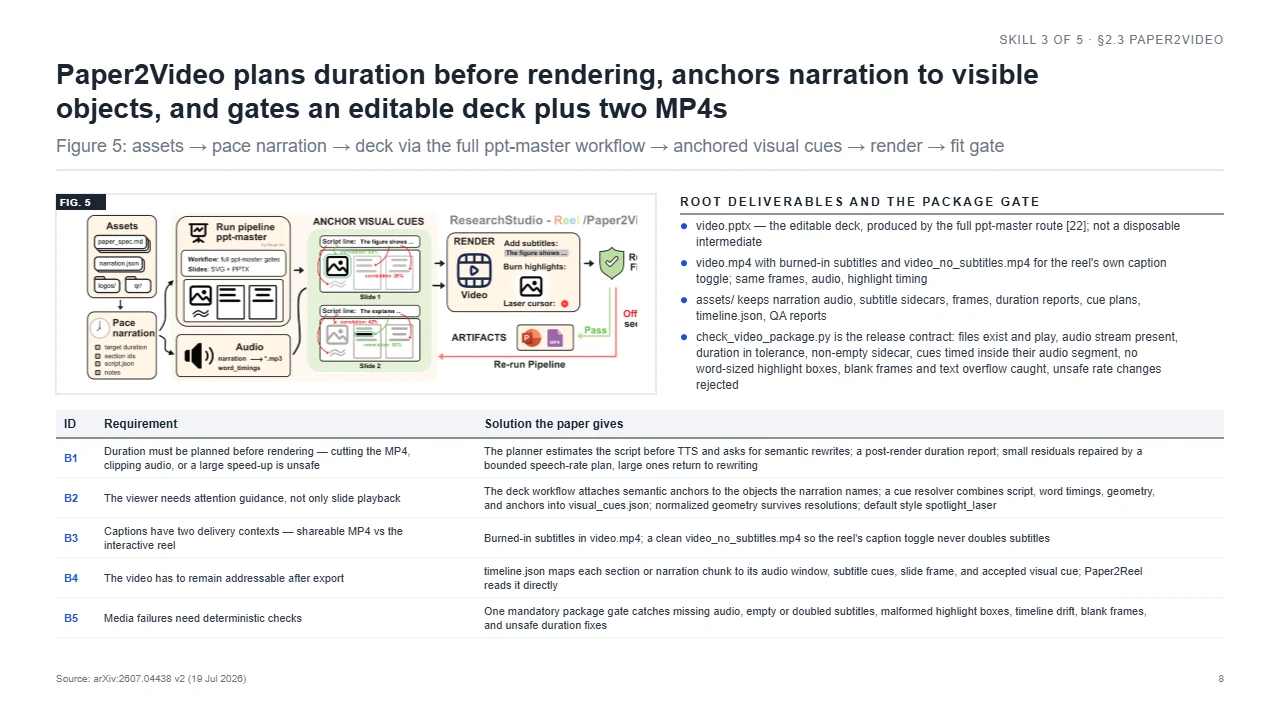 SKILL 3 OF 5 · §2.3 PAPER2VIDEO
Paper2Video plans duration before rendering, anchors narration to visible
objects, and gates an editable deck plus two MP4s
Figure 5: assets → pace narration → deck via the full ppt-master workflow → anchored visual cues → render → fit gate
FIG. 5
Assets
paper_spec.md
narration.json
logos/ qr/
Pace
narration
target duration
section ids
script.json
notes
Run pipeline
ppt-master
Workflow: full ppt-master gates
Slides: SVG + PPTX
Audio
narration → *.mp3
word_timings
ANCHOR VISUAL CUES
Script line: The figure shows ...
Slide 1
Script line: The explains ...
Slide 2
ResearchStudio - Reel /Paper2Vi
RENDER
Video
Add subtitles:
The figure shows ...
Burn highlights:
Laser cursor:
ARTIFACTS
Pass
Off
Re-run Pipeline
ROOT DELIVERABLES AND THE PACKAGE GATE
video.pptx — the editable deck, produced by the full ppt-master route [22]; not a disposable
intermediate
video.mp4 with burned-in subtitles and video_no_subtitles.mp4 for the reel's own caption
toggle; same frames, audio, highlight timing
assets/ keeps narration audio, subtitle sidecars, frames, duration reports, cue plans,
timeline.json, QA reports
check_video_package.py is the release contract: files exist and play, audio stream present,
duration in tolerance, non-empty sidecar, cues timed inside their audio segment, no
word-sized highlight boxes, blank frames and text overflow caught, unsafe rate changes
rejected
ID Requirement Solution the paper gives
B1 Duration must be planned before rendering — cutting the MP4,
clipping audio, or a large speed-up is unsafe
The planner estimates the script before TTS and asks for semantic rewrites; a post-render duration report; small residuals repaired by a
bounded speech-rate plan, large ones return to rewriting
B2 The viewer needs attention guidance, not only slide playback
The deck workflow attaches semantic anchors to the objects the narration names; a cue resolver combines script, word timings, geometry,
and anchors into visual_cues.json; normalized geometry survives resolutions; default style spotlight_laser
B3 Captions have two delivery contexts — shareable MP4 vs the
interactive reel
Burned-in subtitles in video.mp4; a clean video_no_subtitles.mp4 so the reel's caption toggle never doubles subtitles
B4 The video has to remain addressable after export
timeline.json maps each section or narration chunk to its audio window, subtitle cues, slide frame, and accepted visual cue; Paper2Reel
reads it directly
B5 Media failures need deterministic checks
One mandatory package gate catches missing audio, empty or doubled subtitles, malformed highlight boxes, timeline drift, blank frames,
and unsafe duration fixes
Source: arXiv:2607.04438 v2 (19 Jul 2026)
8